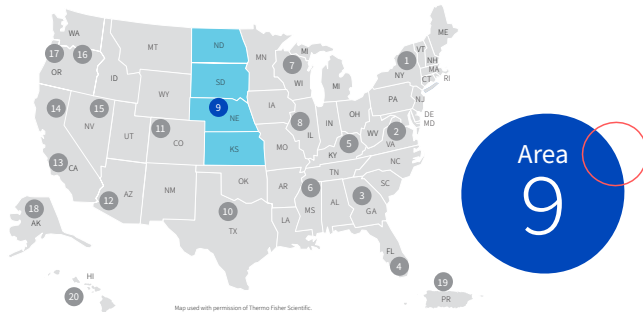 WA
MT
ND
MN
MI
VT
ME
NH
MA
RI
CT
1
NY
17
16
OR
ID
SD
7
WI
MI
PA
NJ
DE
MD
WY
9
NE
IA
8
IL
IN
OH
WV
2
VA
14
15
NV
UT
11
CO
KS
MO
5
KY
NC
13
CA
12
AZ
NM
OK
AR
TN
SC
6
MS
AL
3
GA
10
TX
LA
FL
4
18
AK
HI
20
19
PR
Area
9
Map used with permission of Thermo Fisher Scientific.